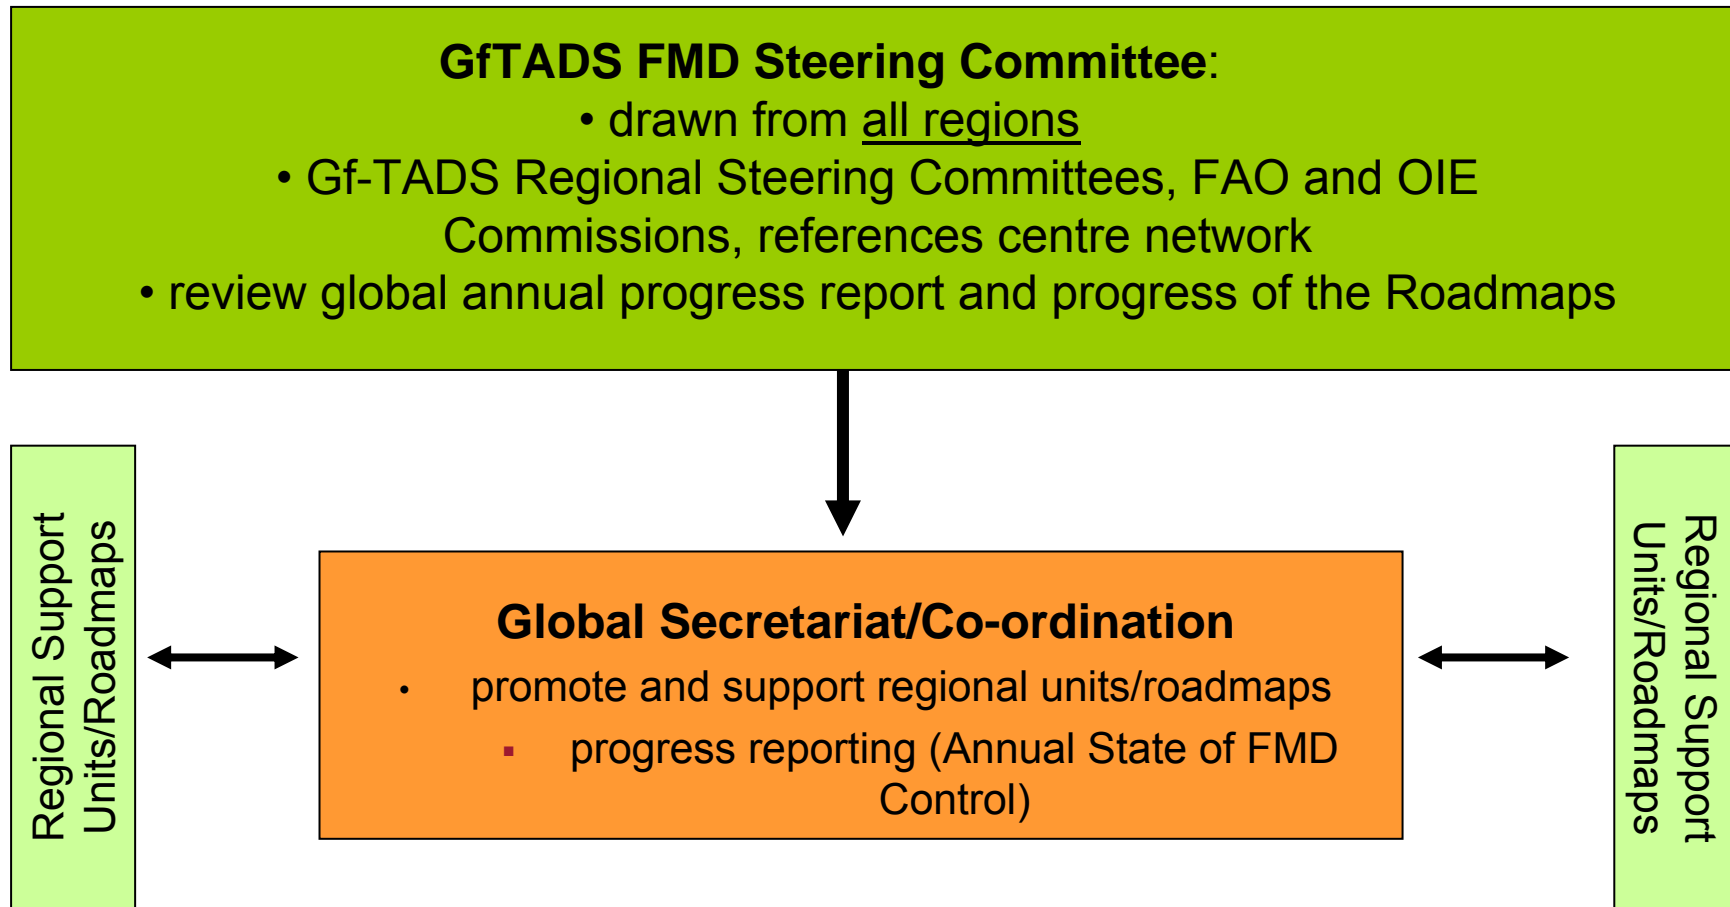 GfTADS FMD Steering Committee:
• drawn from all regions
• Gf-TADS Regional Steering Committees, FAO and OIE
Commissions, references centre network
• review global annual progress report and progress of the Roadmaps
Regional Support
Units/Roadmaps
Global Secretariat/Co-ordination
• promote and support regional units/roadmaps
▪ progress reporting (Annual State of FMD
Control)
Regional Support
Units/Roadmaps